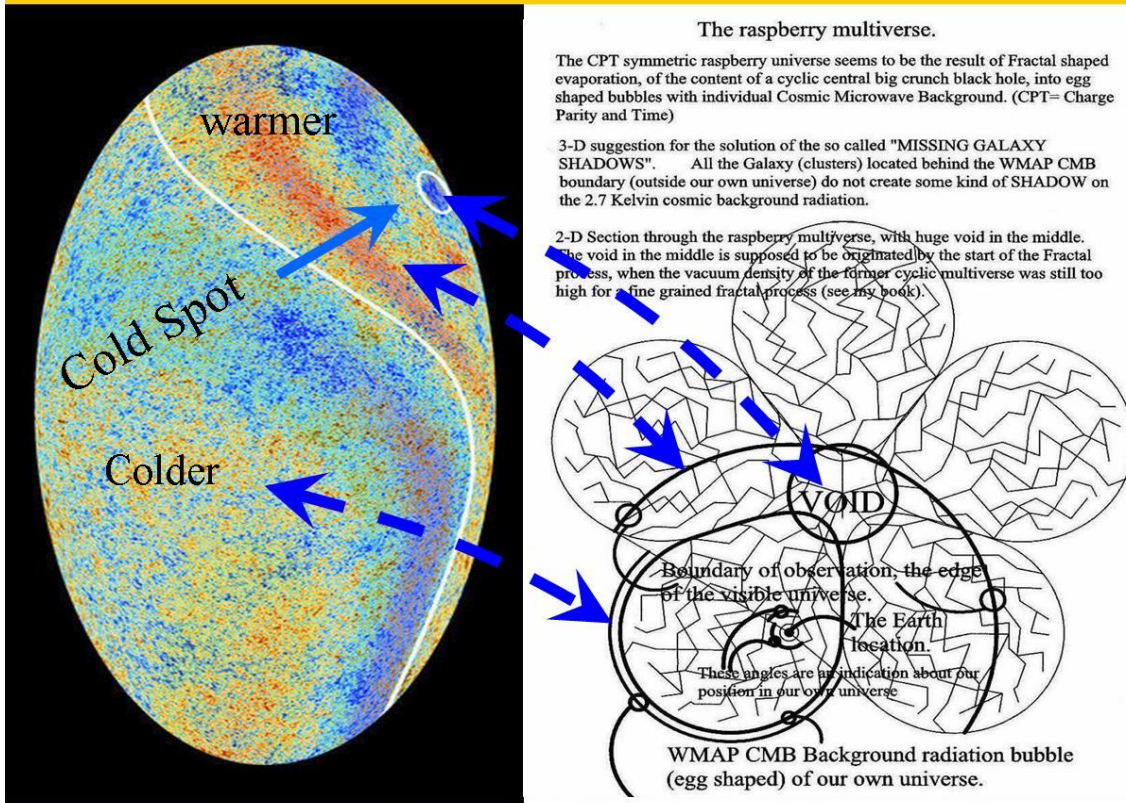 warmer
Cold Spot
Colder
The raspberry multiverse.
The CPT symmetric raspberry universe seems to be the result of Fractal shaped
evaporation, of the content of a cyclic central big crunch black hole, into egg
shaped bubbles with individual Cosmic Microwave Background. (CPT= Charge
Parity and Time)
3-D suggestion for the solution of the so called "MISSING GALAXY
SHADOWS". All the Galaxy (clusters) located behind the WMAP CMB
boundary (outside our own universe) do not create some kind of SHADOW on
the 2.7 Kelvin cosmic background radiation.
2-D Section through the raspberry multiverse, with huge void in the middle.
The void in the middle is supposed to be originated by the start of the Fractal
process, when the vacuum density of the former cyclic multiverse was still too
high for a fine grained fractal process (see my book).
VOID
Boundary of observation, the edge
of the visible universe.
The Earth
location.
These angles are an indication about our
position in our own universe
WMAP CMB Background radiation bubble
(egg shaped) of our own universe.